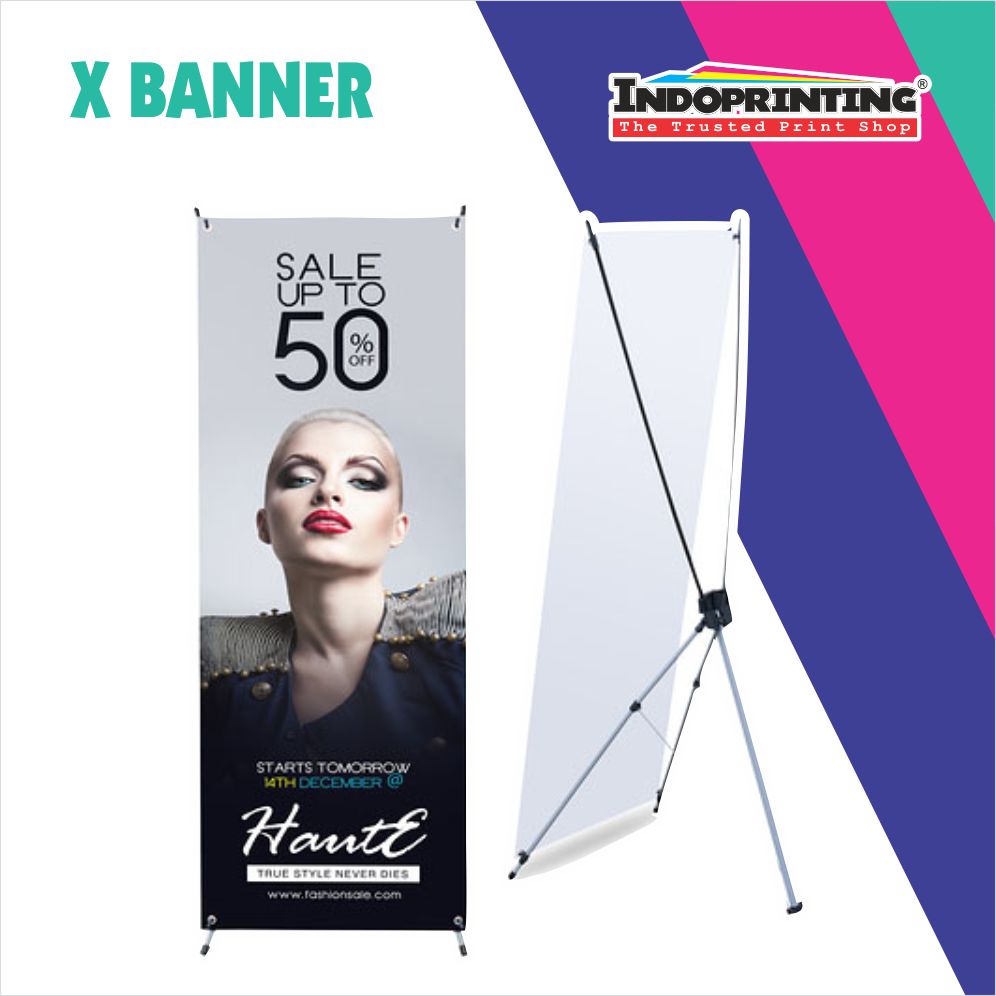 X BANNER
INDOPRINTING®
The Trusted Print Shop
SALE
UP TO
50
%
OFF
STARTS TOMORROW
14TH DECEMBER @
HautE
TRUE STYLE NEVER DIES
www.fashionsale.com